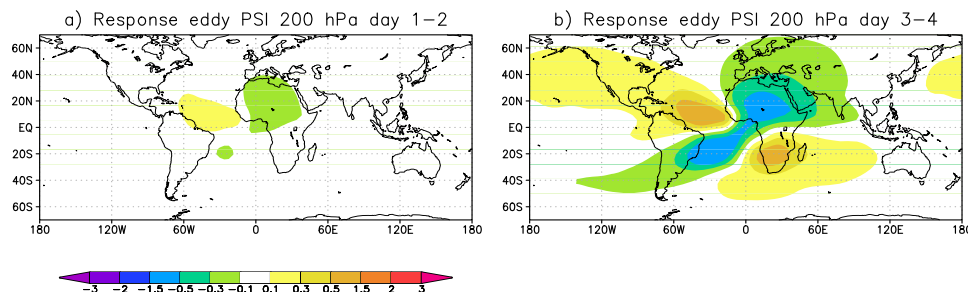 a) Response eddy PSI 200 hPa day 1-2
b) Response eddy PSI 200 hPa day 3-4
60N
40N
20N
EQ
20S
40S
60S
180 120W 60W 0 60E 120E 180
60N
40N
20N
EQ
20S
40S
60S
180 120W 60W 0 60E 120E 180
-3 -2 -1.5 -0.5 -0.3 -0.1 0.1 0.3 0.5 1.5 2 3